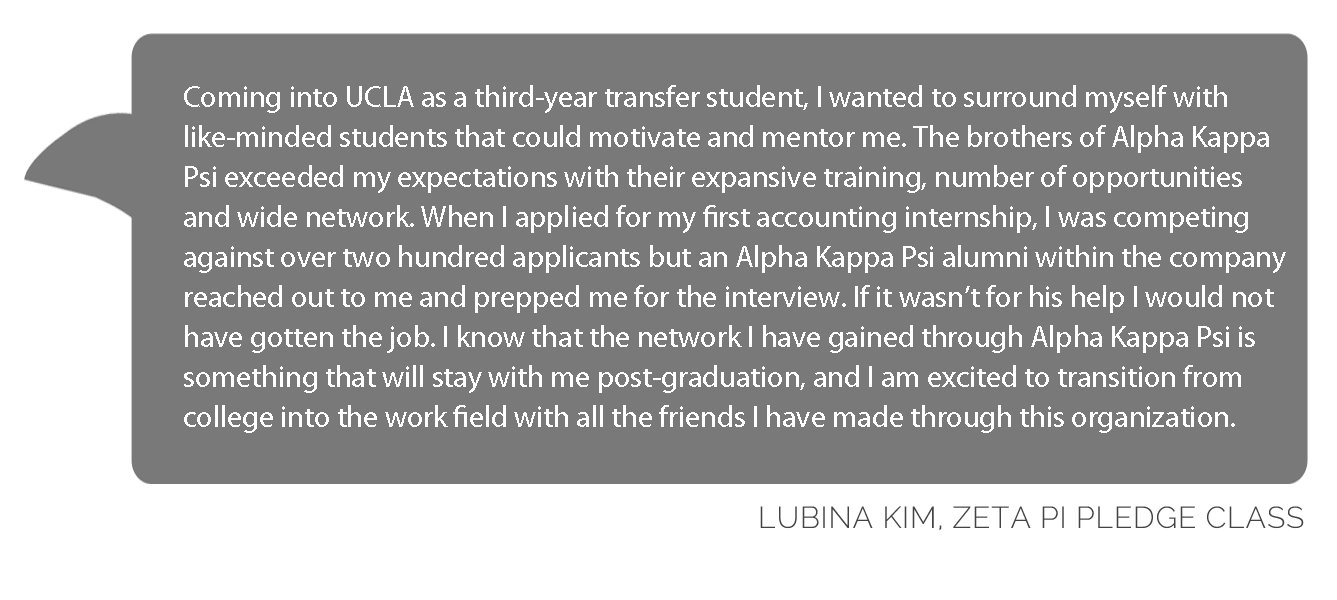 Coming into UCLA as a third-year transfer student, I wanted to surround myself with
like-minded students that could motivate and mentor me. The brothers of Alpha Kappa
Psi exceeded my expectations with their expansive training, number of opportunities
and wide network. When I applied for my first accounting internship, I was competing
against over two hundred applicants but an Alpha Kappa Psi alumni within the company
reached out to me and prepped me for the interview. If it wasn’t for his help I would not
have gotten the job. I know that the network I have gained through Alpha Kappa Psi is
something that will stay with me post-graduation, and I am excited to transition from
college into the work field with all the friends I have made through this organization.
LUBINA KIM, ZETA PI PLEDGE CLASS